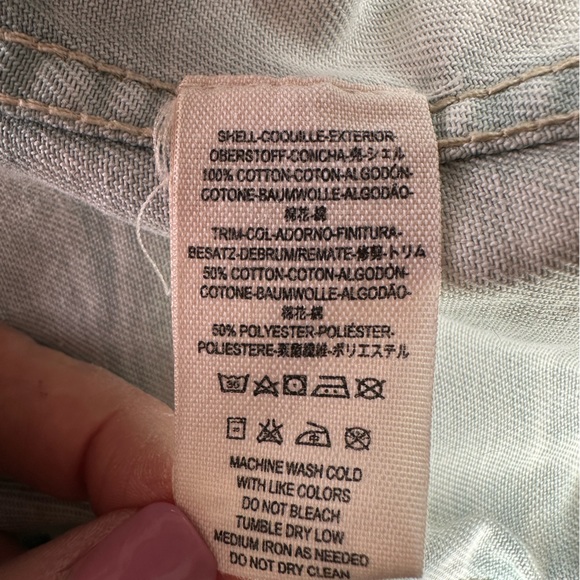 SHELL-COQUILLE-EXTERIOR-
OBERSTOFF-CONCHA-壳-シェル
100% COTTON-COTON-ALGODÓN-
COTONE-BAUMWOLLE-ALGODÃO-
棉花-綿
TRIM-COL-ADORNO-FINITURA-
BESATZ-DEBRUM/REMATE-修剪-トリム
50% COTTON-COTON-ALGODÓN-
COTONE-BAUMWOLLE-ALGODÃO-
棉花-綿
50% POLYESTER-POLIÉSTER-
POLIESTERE-聚酯纖維-ポリエステル
MACHINE WASH COLD
WITH LIKE COLORS
DO NOT BLEACH
TUMBLE DRY LOW
MEDIUM IRON AS NEEDED
DO NOT DRY CLEAN